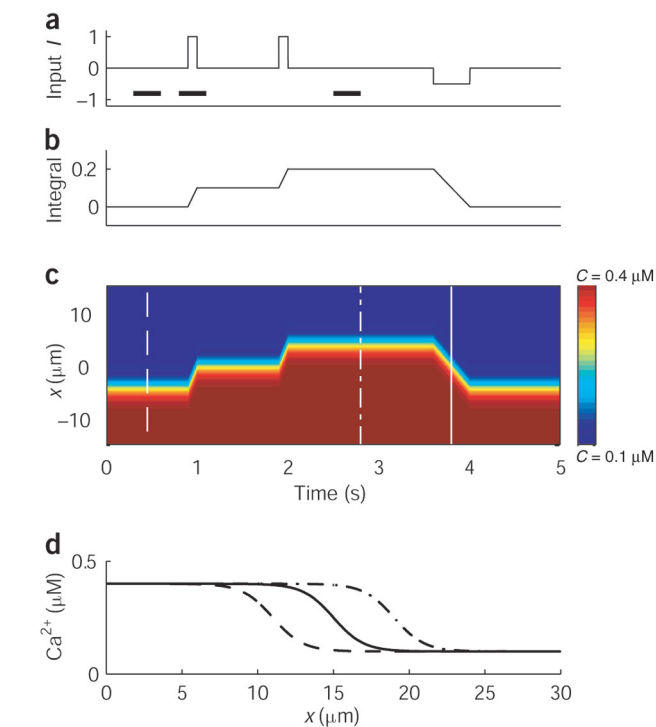 a
Input I
1
0
−1
b
Integral
0.2
0
c
x (μm)
10
0
−10
0 1 2 3 4 5
Time (s)
C = 0.4 μM
C = 0.1 μM
d
Ca²⁺ (μM)
0.5
0
0 5 10 15 20 25 30
x (μm)